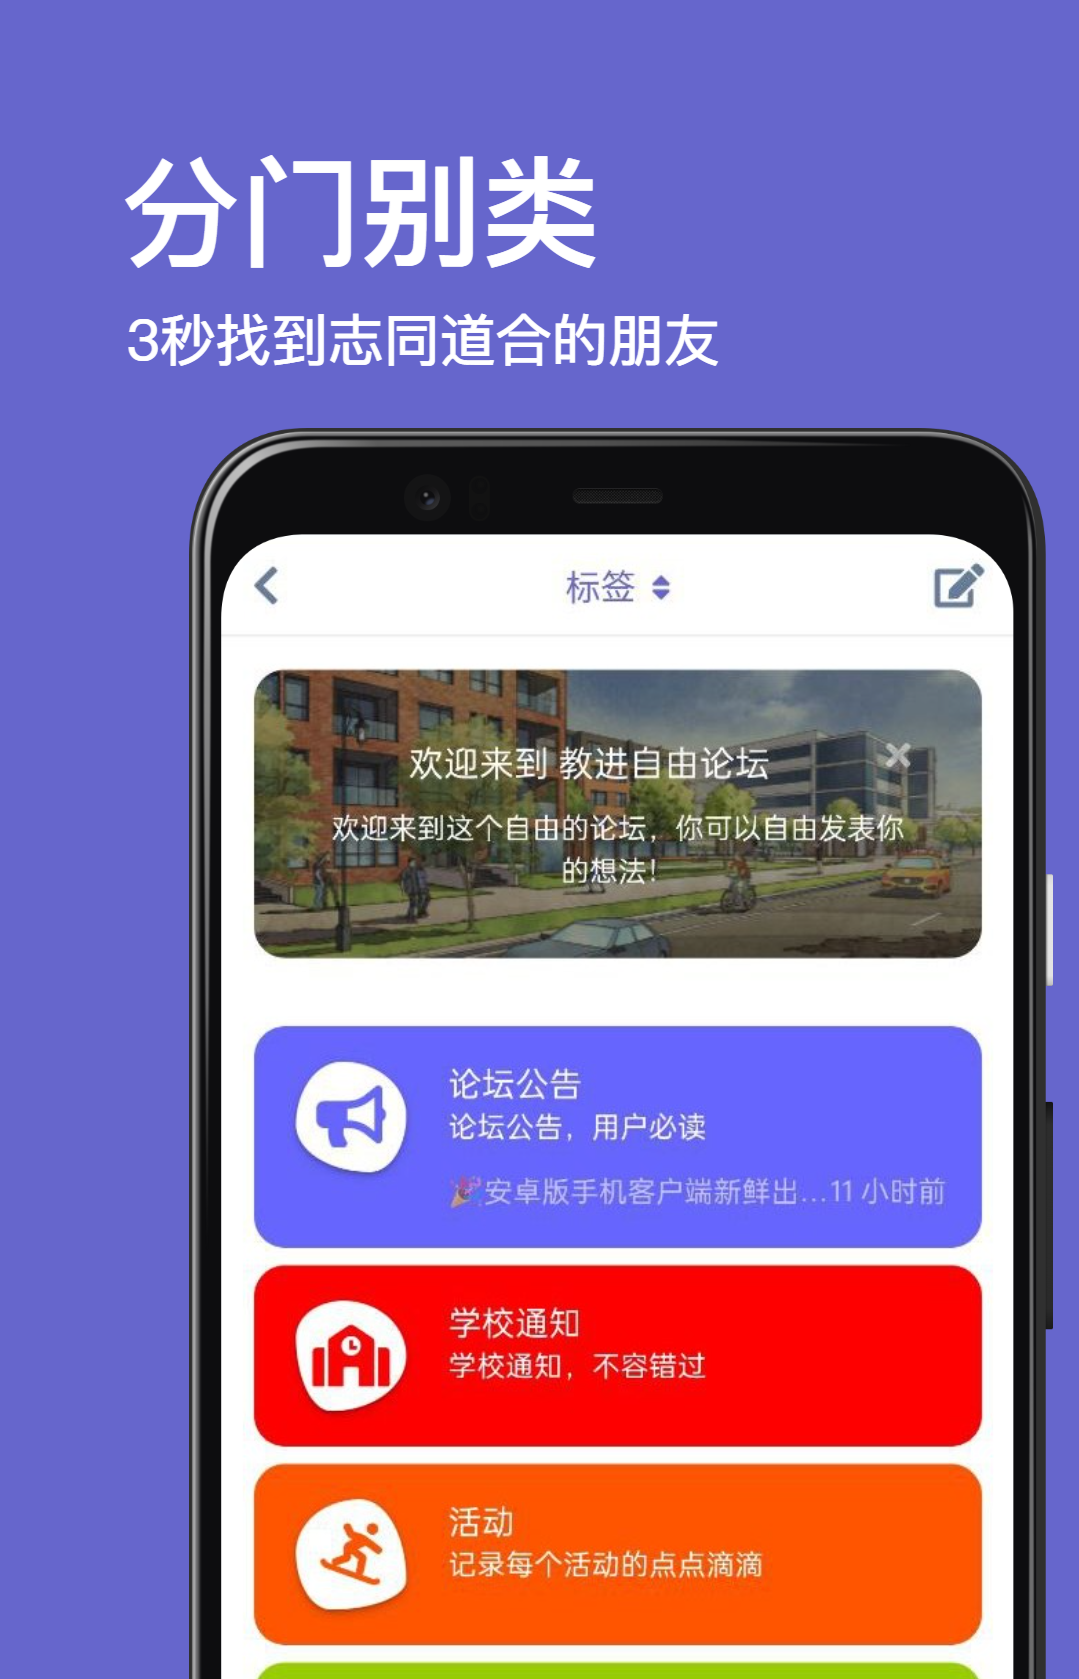 分门别类
3秒找到志同道合的朋友
标签
欢迎来到 教进自由论坛
欢迎来到这个自由的论坛，你可以自由发表你
的想法！
论坛公告
论坛公告，用户必读
🎉安卓版手机客户端新鲜出...11 小时前
学校通知
学校通知，不容错过
活动
记录每个活动的点点滴滴